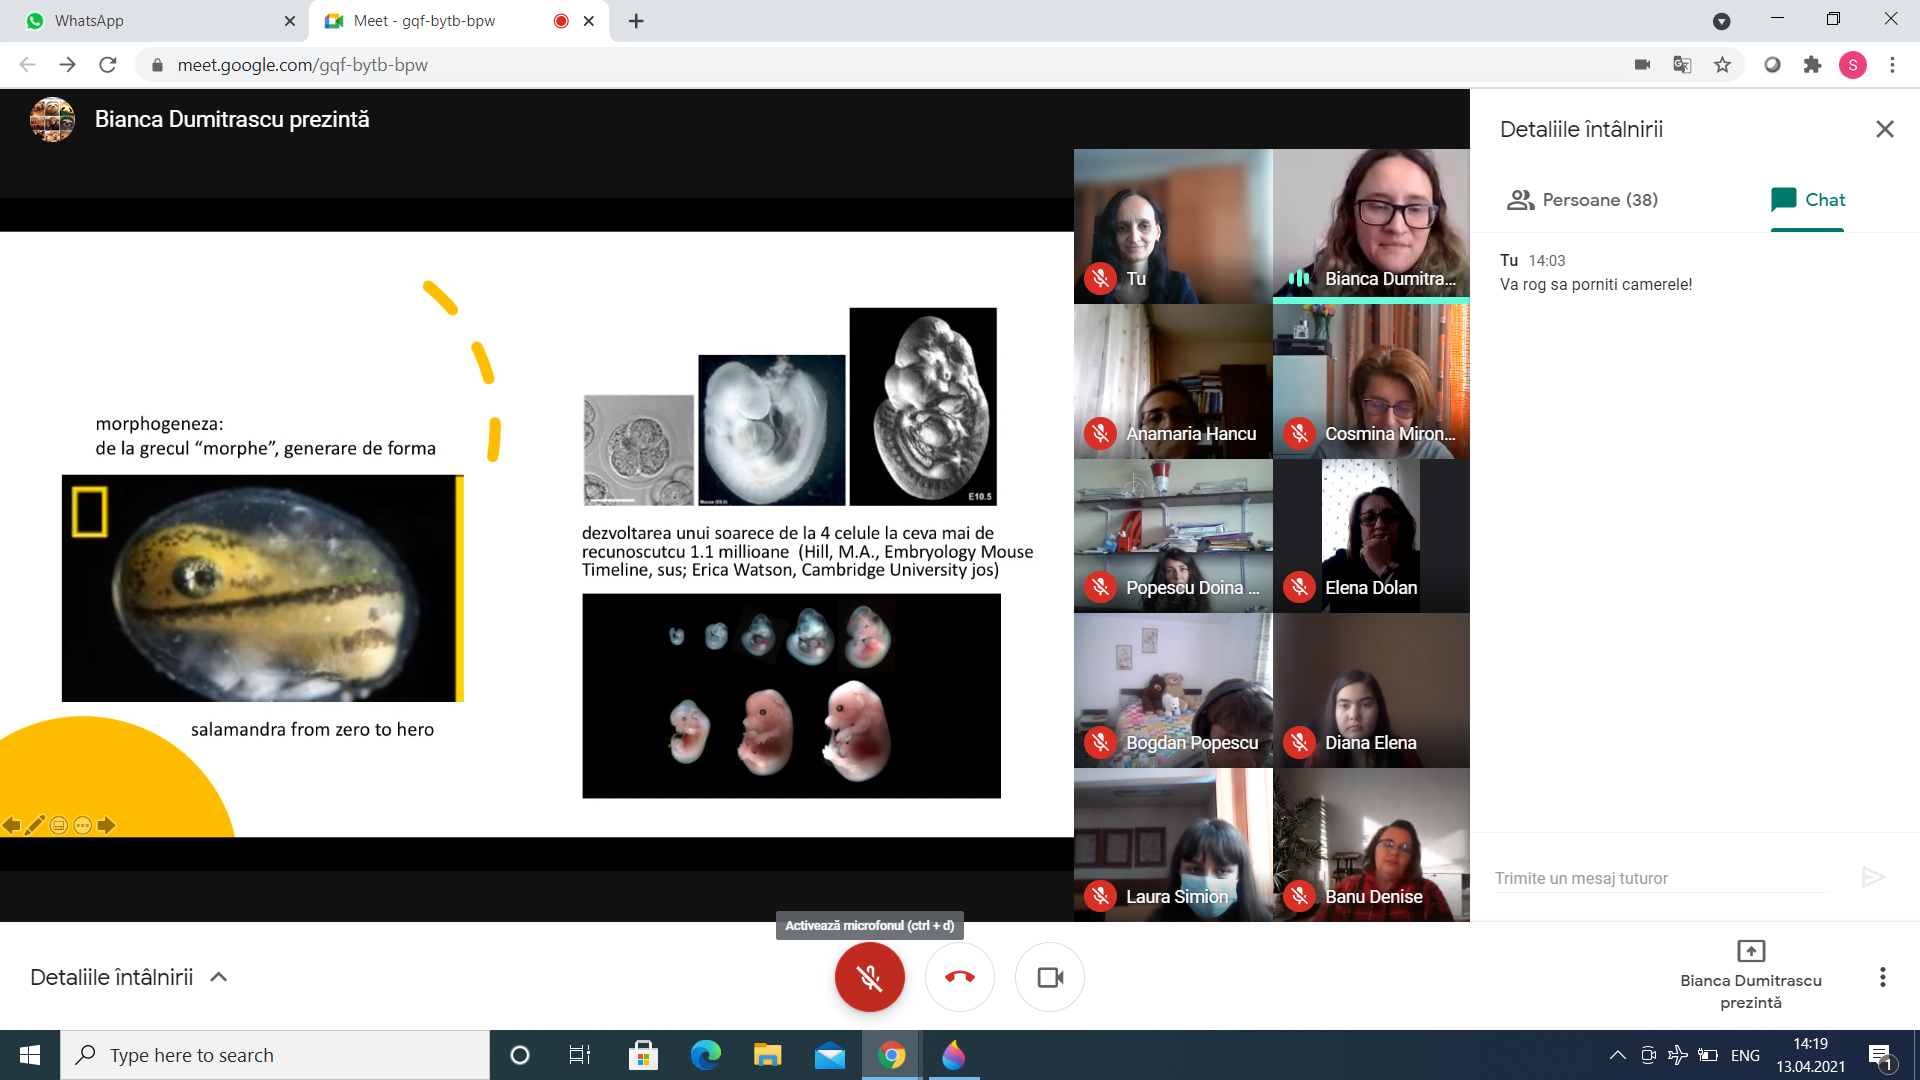 WhatsApp
Meet - gqf-bytb-bpw
meet.google.com/gqf-bytb-bpw
S
Bianca Dumitrascu prezintă
morphogeneza:
de la grecul “morphe”, generare de forma
salamandra from zero to hero
E10.5
dezvoltarea unui soarece de la 4 celule la ceva mai de
recunoscutcu 1.1 millioane (Hill, M.A., Embryology Mouse
Timeline, sus; Erica Watson, Cambridge University jos)
Tu
Bianca Dumitra...
Anamaria Hancu
Cosmina Miron...
Popescu Doina ...
Elena Dolan
Bogdan Popescu
Diana Elena
Laura Simion
Banu Denise
Detaliile întâlnirii
Persoane (38)
Chat
Tu 14:03
Va rog sa porniti camerele!
Trimite un mesaj tuturor
Activează microfonul (ctrl + d)
Detaliile întâlnirii
Bianca Dumitrascu
prezintă
Type here to search
ENG
14:19
13.04.2021
1